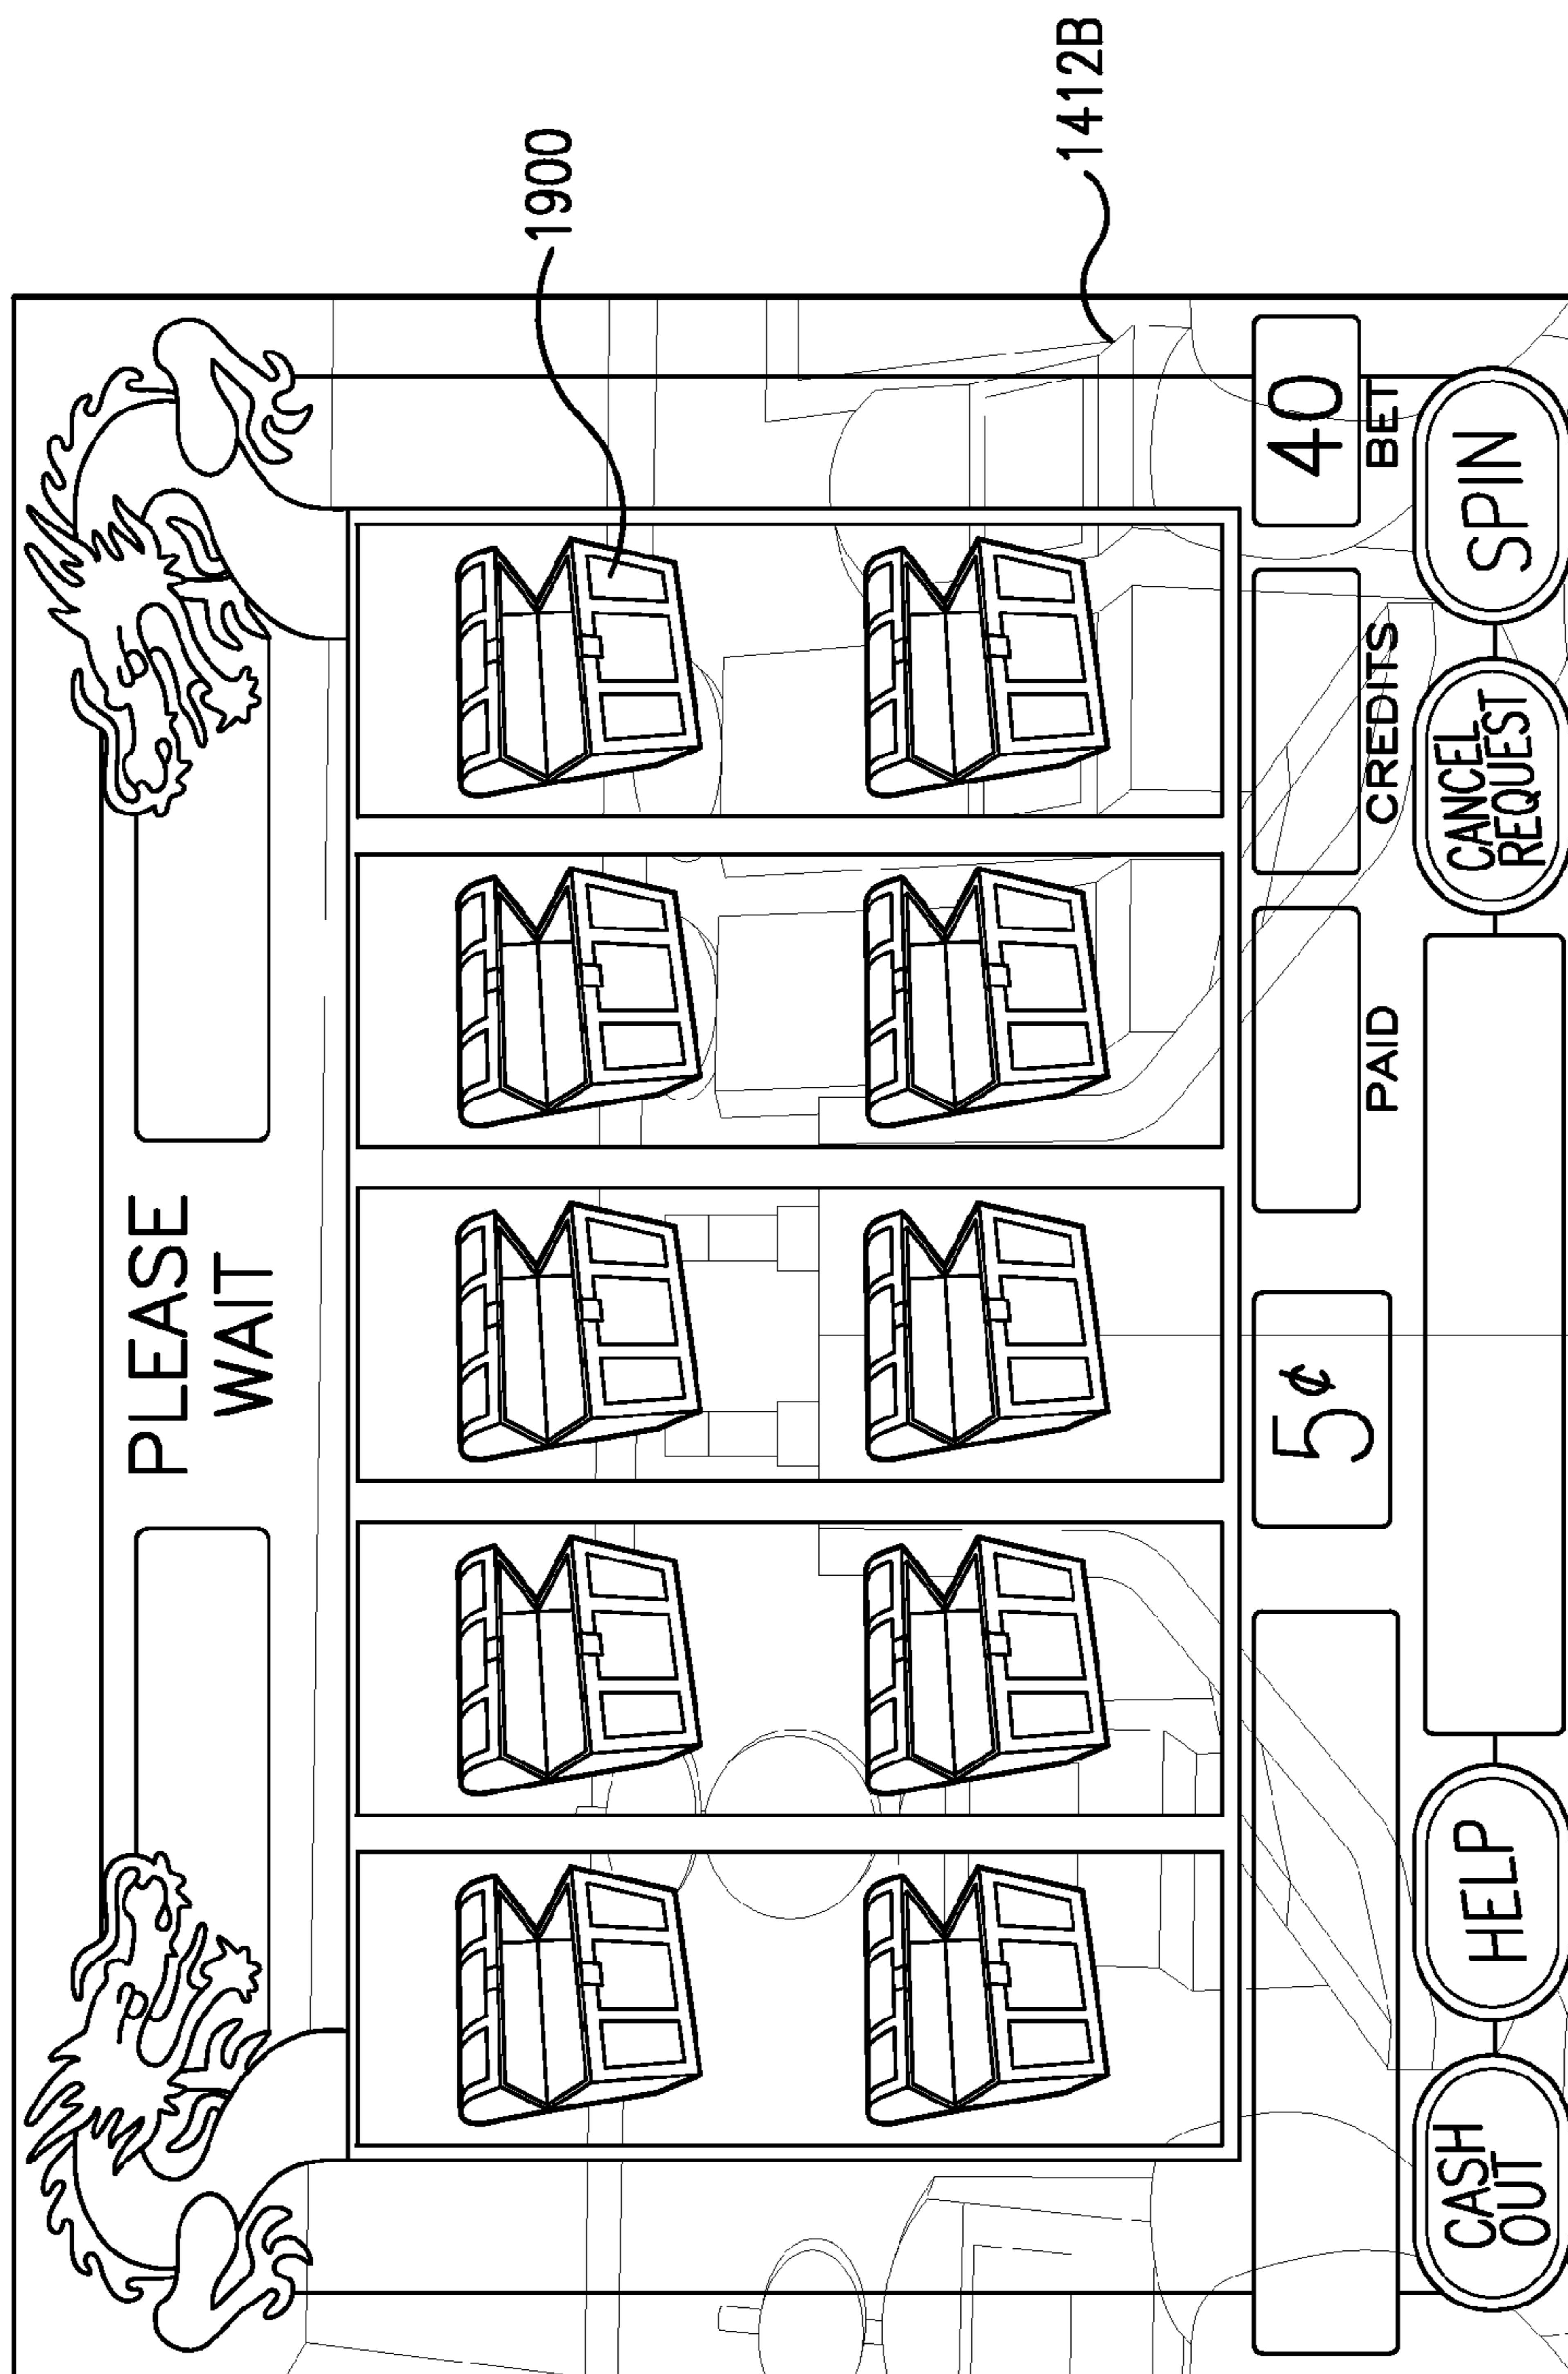 PLEASE
WAIT
1900
1412B
5¢
PAID
CREDITS
40
BET
CASH
OUT
HELP
CANCEL
REQUEST
SPIN